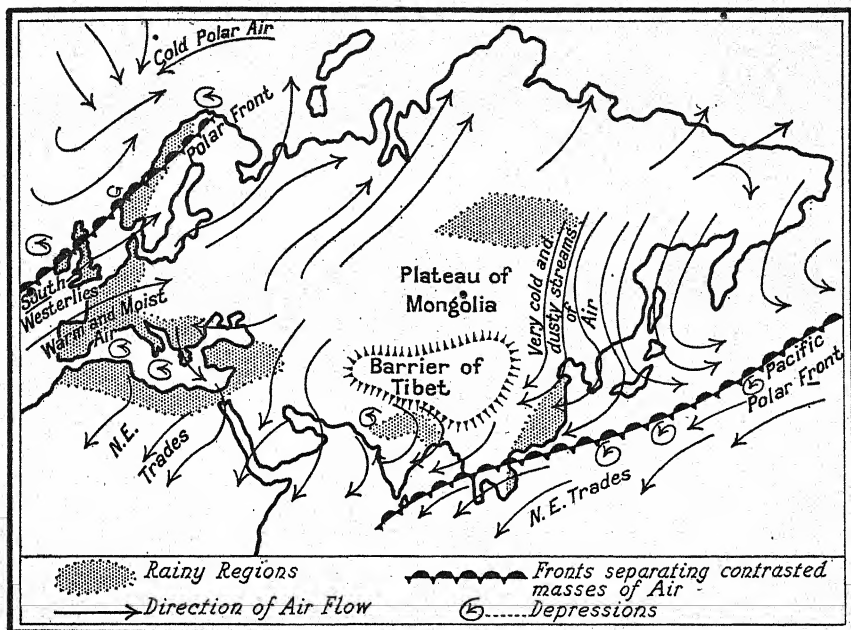 Cold Polar Air
Polar Front
South
Westerlies
Warm and Moist
Air
Plateau of
Mongolia
Very cold and
dusty streams
of Air
Barrier of
Tibet
Pacific
Polar Front
N.E.
Trades
N.E. Trades
Rainy Regions
Fronts separating contrasted
masses of Air
Direction of Air Flow
Depressions